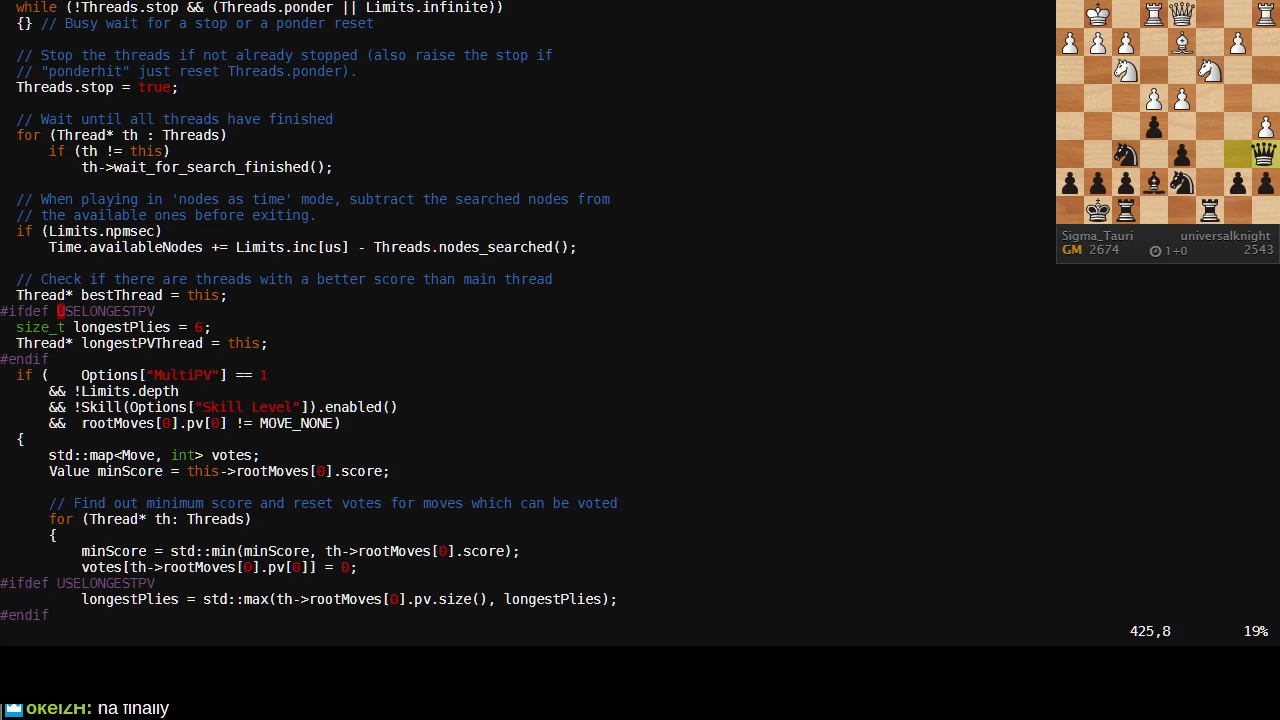 while (!Threads.stop && (Threads.ponder || Limits.infinite))
{} // Busy wait for a stop or a ponder reset
// Stop the threads if not already stopped (also raise the stop if
// "ponderhit" just reset Threads.ponder).
Threads.stop = true;
// Wait until all threads have finished
for (Thread* th : Threads)
if (th != this)
th->wait_for_search_finished();
// When playing in 'nodes as time' mode, subtract the searched nodes from
// the available ones before exiting.
if (Limits.npmsec)
Time.availableNodes += Limits.inc[us] - Threads.nodes_searched();
// Check if there are threads with a better score than main thread
Thread* bestThread = this;
#ifdef USELONGESTPV
size_t longestPlies = 6;
Thread* longestPVThread = this;
#endif
if (    Options["MultiPV"] == 1
&& !Limits.depth
&& !Skill(Options["Skill Level"]).enabled()
&&  rootMoves[0].pv[0] != MOVE_NONE)
{
std::map<Move, int> votes;
Value minScore = this->rootMoves[0].score;
// Find out minimum score and reset votes for moves which can be voted
for (Thread* th: Threads)
{
minScore = std::min(minScore, th->rootMoves[0].score);
votes[th->rootMoves[0].pv[0]] = 0;
#ifdef USELONGESTPV
longestPlies = std::max(th->rootMoves[0].pv.size(), longestPlies);
#endif
425,8 19%
Sigma_Tauri universalknight
GM 2674 1+0 2543
okei2H: na finally